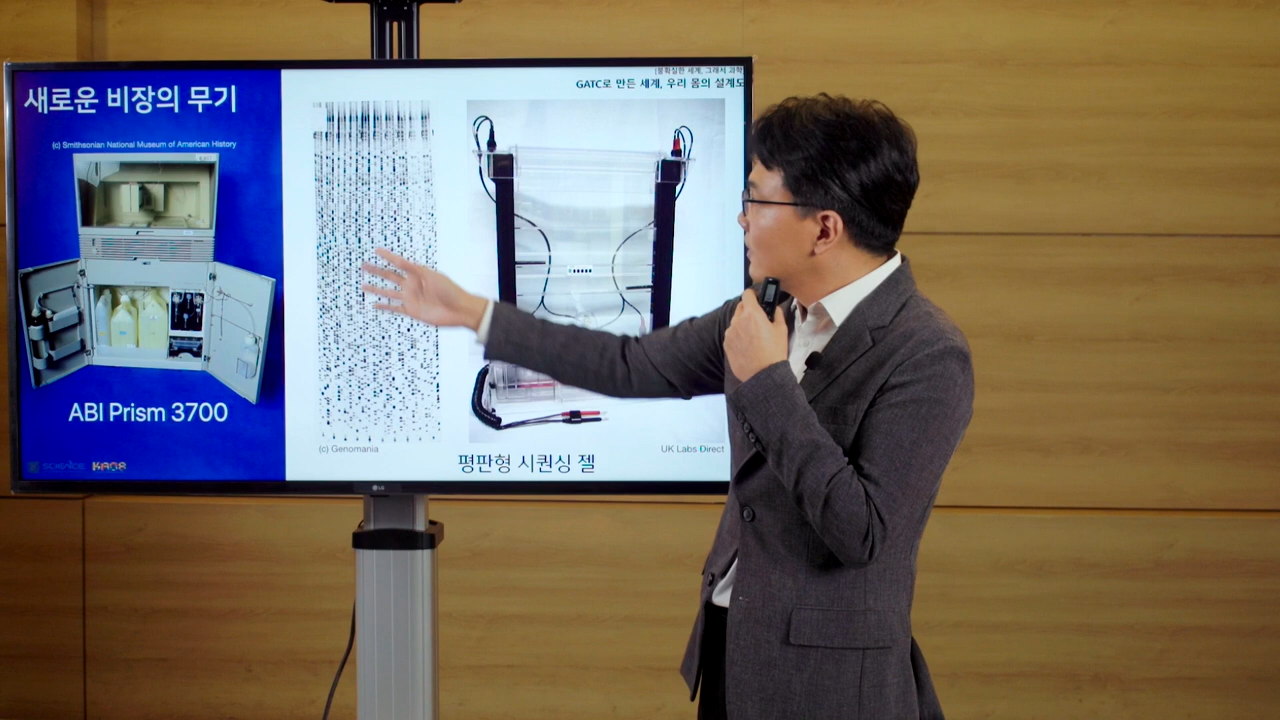 새로운 비장의 무기
(c) Smithsonian National Museum of American History
ABI Prism 3700
[불확실한 세계, 그래서 과학
GATC로 만든 세계, 우리 몸의 설계도
(c) Genomania
UK Labs Direct
평판형 시퀀싱 젤
SCIENCE
KAOS
LG